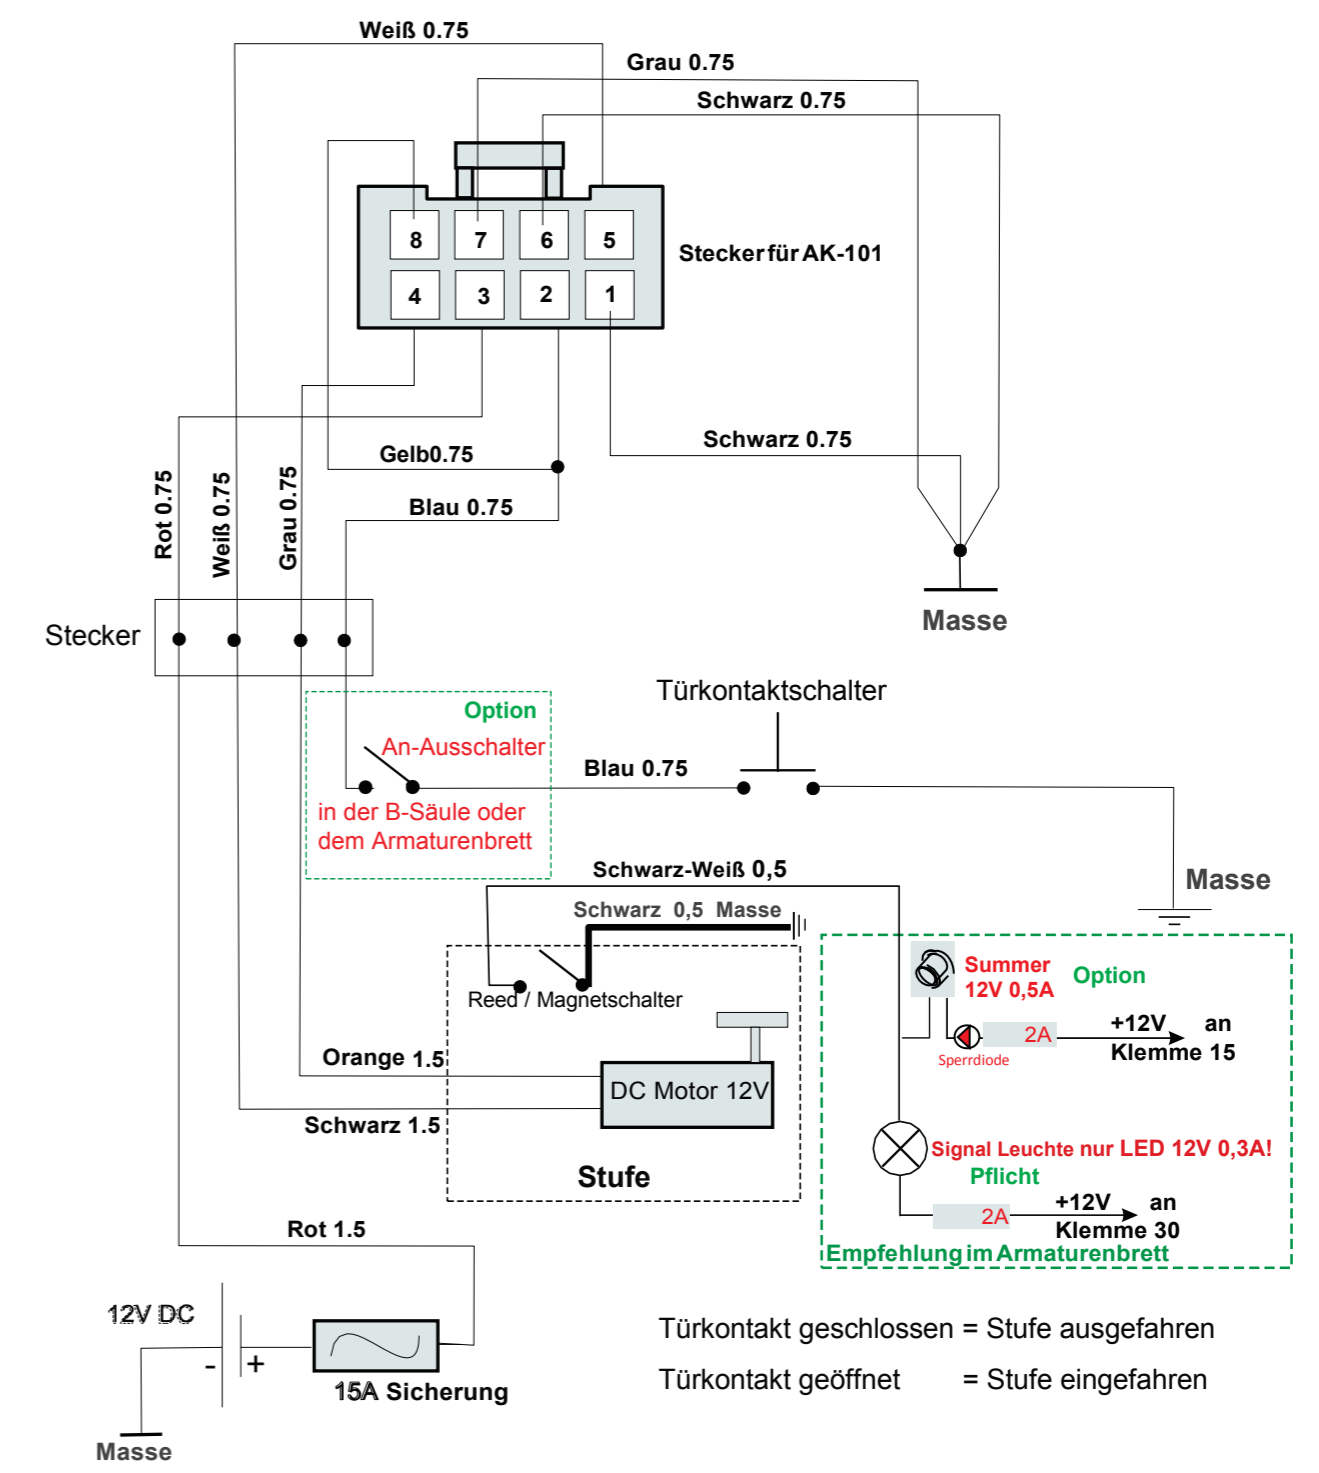 Weiß 0.75
Grau 0.75
Schwarz 0.75
8 7 6 5
Stecker für AK-101
4 3 2 1
Schwarz 0.75
Gelb0.75
Blau 0.75
Rot 0.75
Weiß 0.75
Grau 0.75
Masse
Stecker
Türkontaktschalter
Option
An-Ausschalter
Blau 0.75
in der B-Säule oder
dem Armaturenbrett
Schwarz-Weiß 0,5
Masse
Schwarz 0,5 Masse
Reed / Magnetschalter
Summer
12V 0,5A
Option
2A
+12V an
Klemme 15
Sperrdiode
Orange 1.5
DC Motor 12V
Schwarz 1.5
Stufe
Signal Leuchte nur LED 12V 0,3A!
Pflicht
2A
+12V an
Klemme 30
Empfehlung im Armaturenbrett
Rot 1.5
12V DC
- +
15A Sicherung
Masse
Türkontakt geschlossen = Stufe ausgefahren
Türkontakt geöffnet = Stufe eingefahren